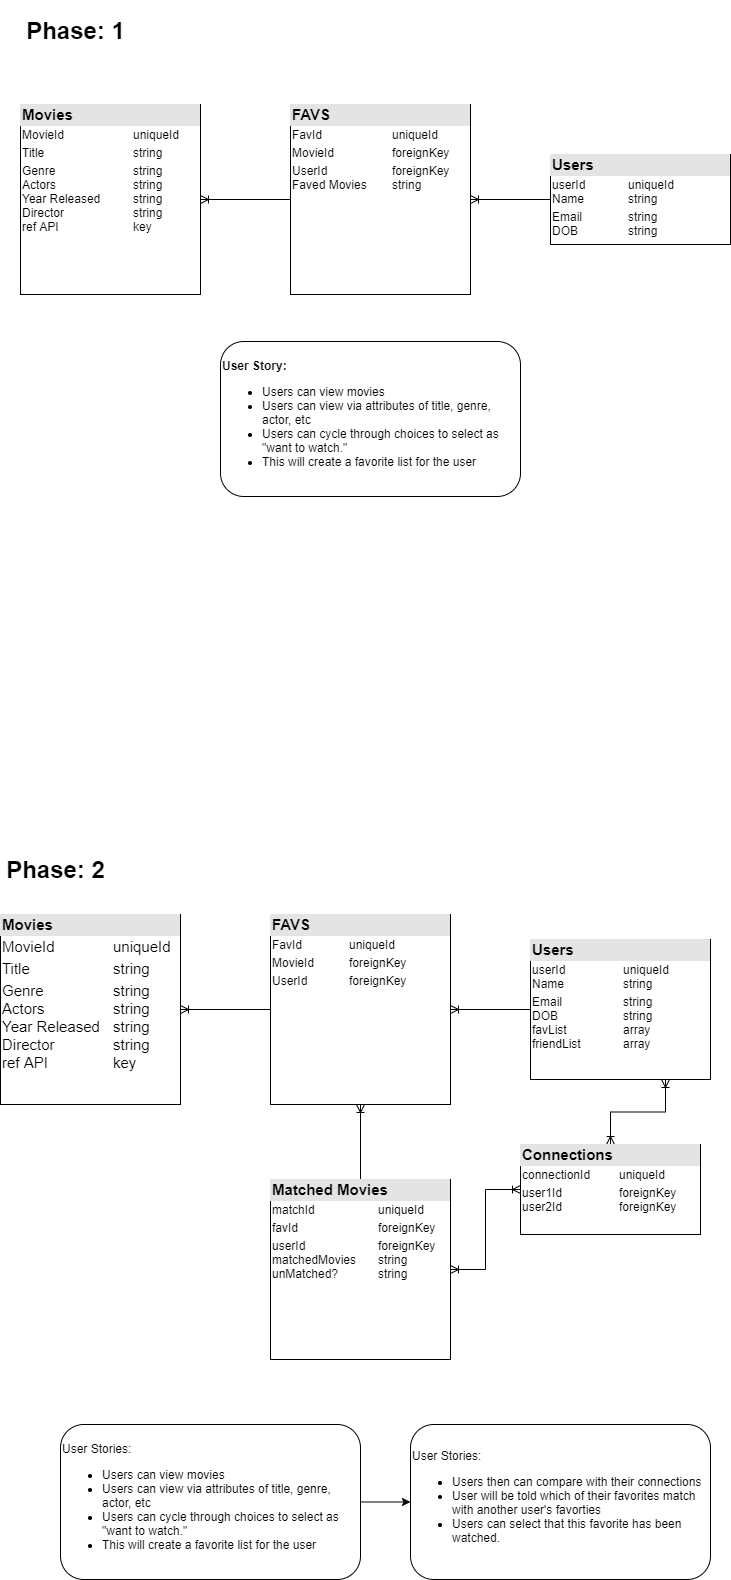 Phase: 1
Movies
MovieId uniqueId
Title string
Genre string
Actors string
Year Released string
Director string
ref API key
FAVS
FavId uniqueId
MovieId foreignKey
UserId foreignKey
Faved Movies string
Users
userId uniqueId
Name string
Email string
DOB string
User Story:
• Users can view movies
• Users can view via attributes of title, genre,
actor, etc
• Users can cycle through choices to select as
"want to watch."
• This will create a favorite list for the user
Phase: 2
Movies
MovieId uniqueId
Title string
Genre string
Actors string
Year Released string
Director string
ref API key
FAVS
FavId uniqueId
MovieId foreignKey
UserId foreignKey
Users
userId uniqueId
Name string
Email string
DOB string
favList array
friendList array
Connections
connectionId uniqueId
user1Id foreignKey
user2Id foreignKey
Matched Movies
matchId uniqueId
favId foreignKey
userId foreignKey
matchedMovies string
unMatched? string
User Stories:
• Users can view movies
• Users can view via attributes of title, genre,
actor, etc
• Users can cycle through choices to select as
"want to watch."
• This will create a favorite list for the user
User Stories:
• Users then can compare with their connections
• User will be told which of their favorites match
with another user's favorties
• Users can select that this favorite has been
watched.